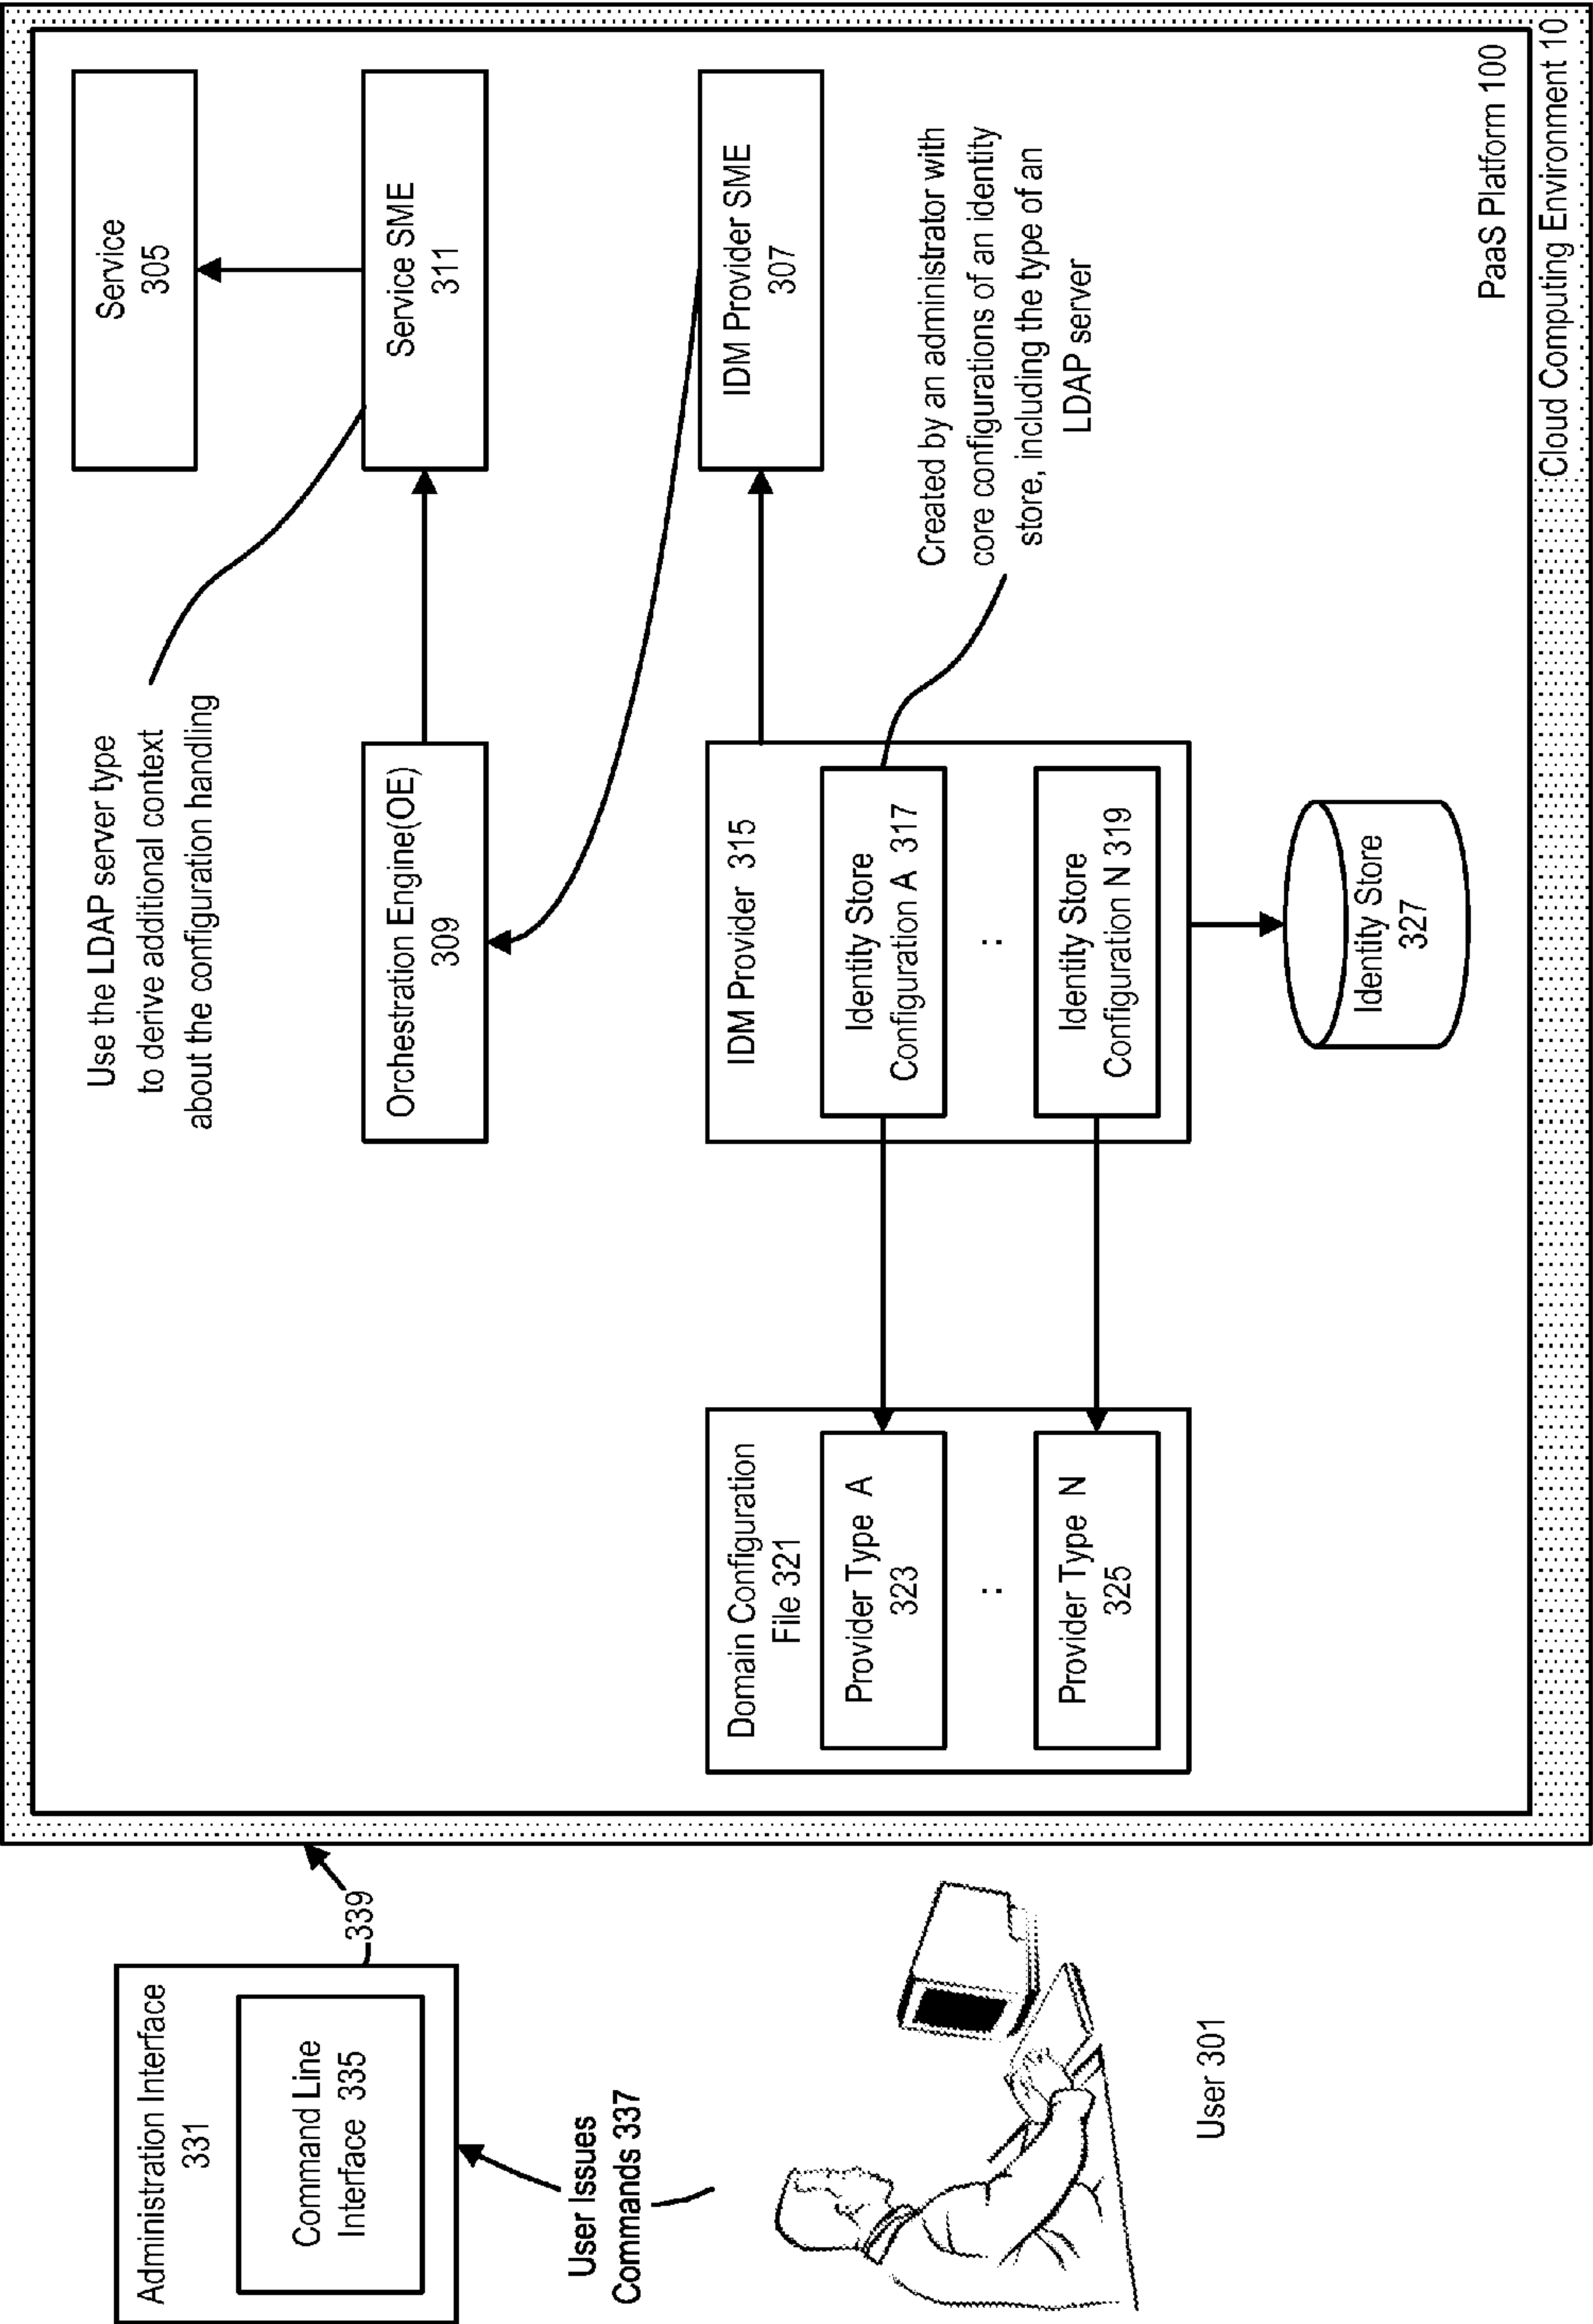 Administration Interface
331
Command Line
Interface 335
339
User Issues
Commands 337
User 301
Use the LDAP server type
to derive additional context
about the configuration handling
Service
305
Orchestration Engine(OE)
309
Service SME
311
Domain Configuration
File 321
Provider Type A
323
:
Provider Type N
325
IDM Provider 315
Identity Store
Configuration A 317
:
Identity Store
Configuration N 319
IDM Provider SME
307
Created by an administrator with
core configurations of an identity
store, including the type of an
LDAP server
Identity Store
327
PaaS Platform 100
Cloud Computing Environment 10